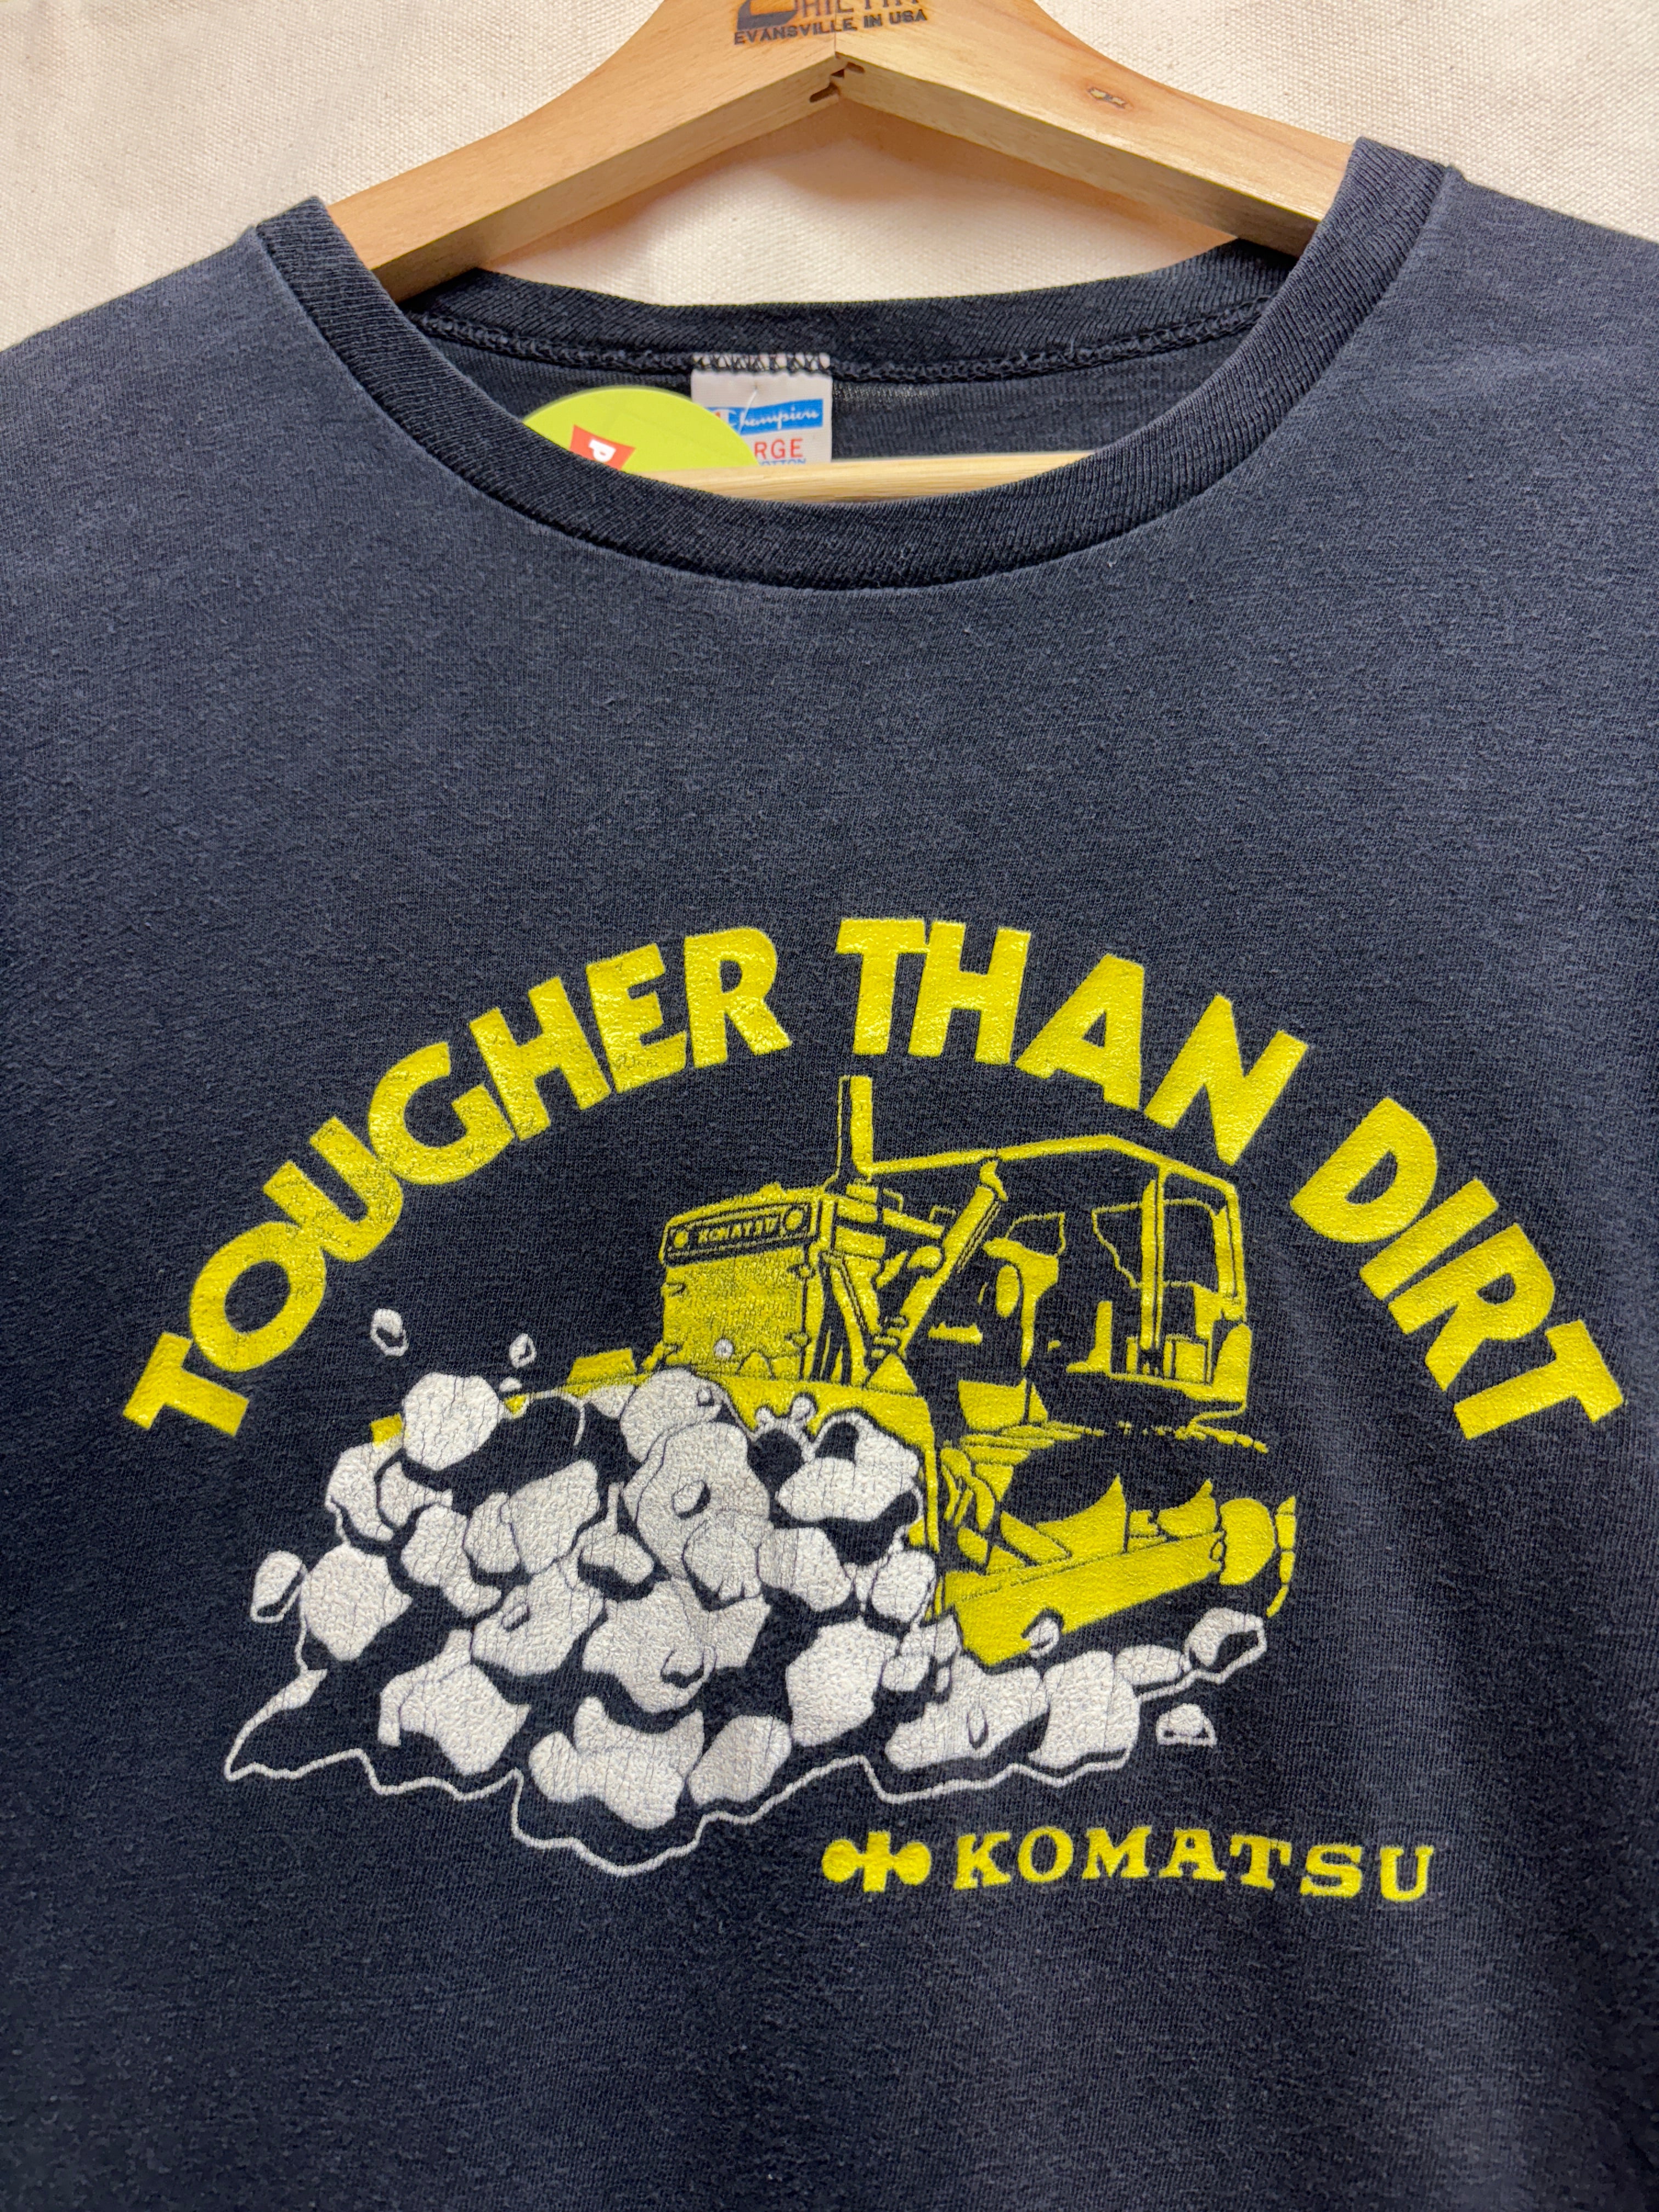 EVANSVILLE, IN USA
Champion
TOUGHER THAN DIRT
KOMATSU
KOMATSU